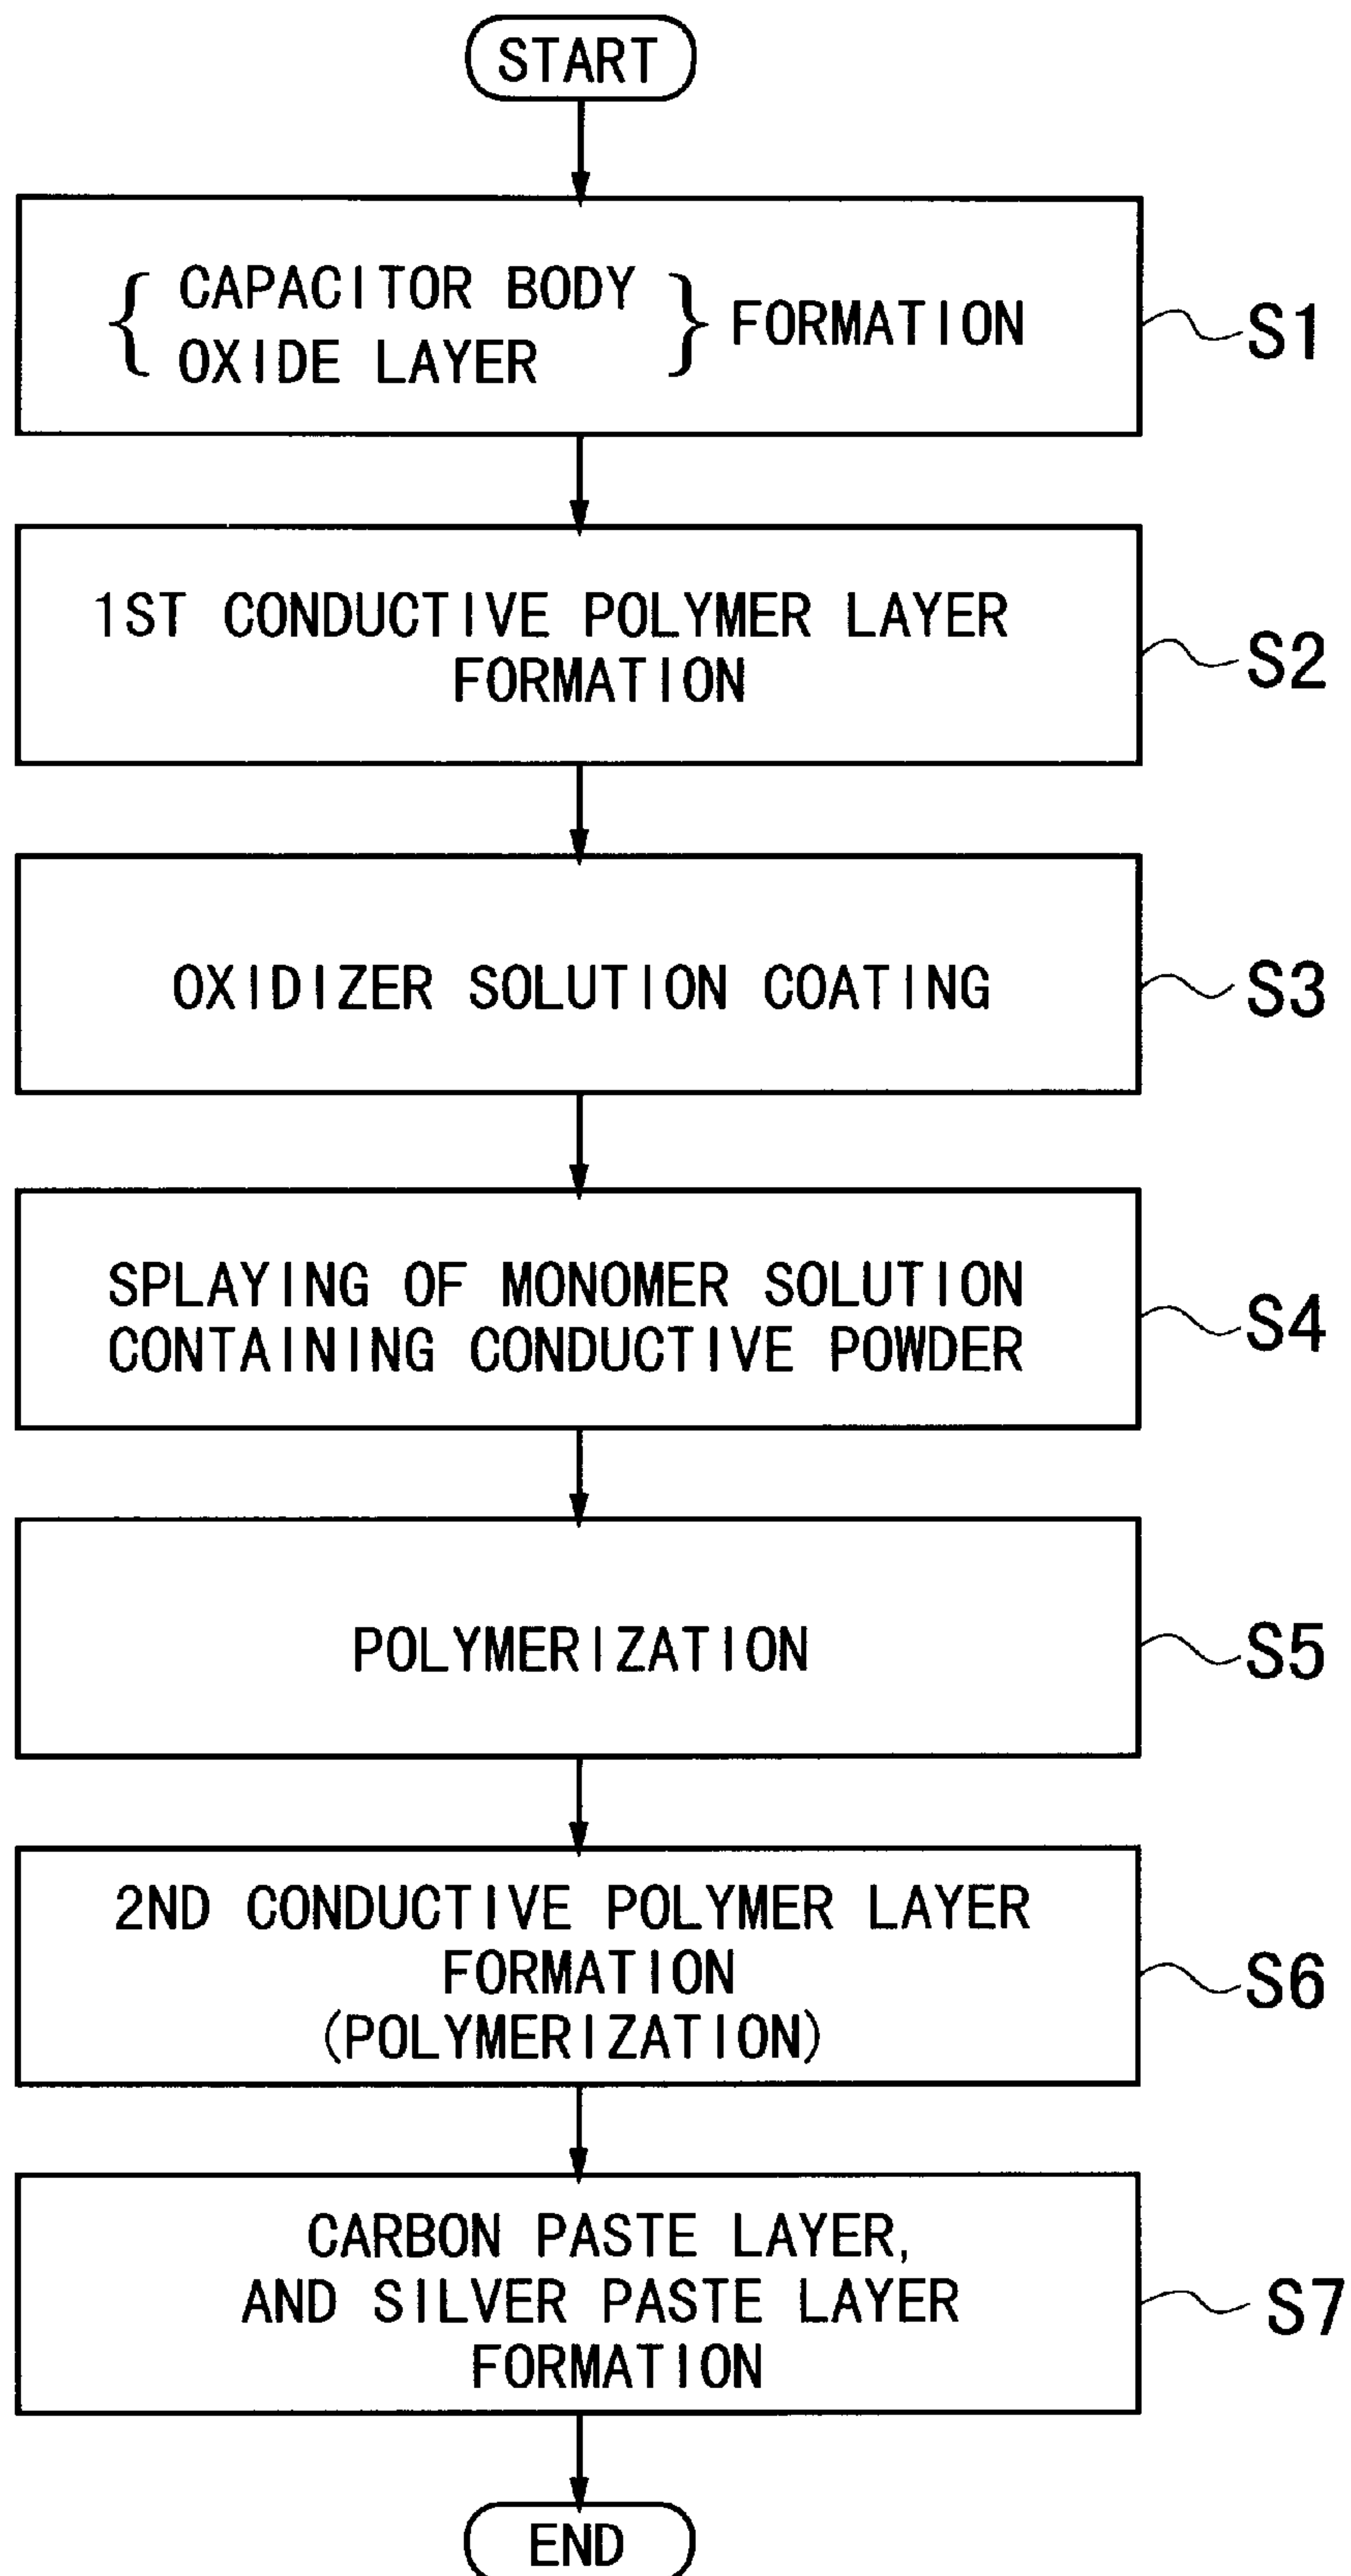 START
{ CAPACITOR BODY
OXIDE LAYER } FORMATION
S1
1ST CONDUCTIVE POLYMER LAYER
FORMATION
S2
OXIDIZER SOLUTION COATING
S3
SPLAYING OF MONOMER SOLUTION
CONTAINING CONDUCTIVE POWDER
S4
POLYMERIZATION
S5
2ND CONDUCTIVE POLYMER LAYER
FORMATION
(POLYMERIZATION)
S6
CARBON PASTE LAYER,
AND SILVER PASTE LAYER
FORMATION
S7
END